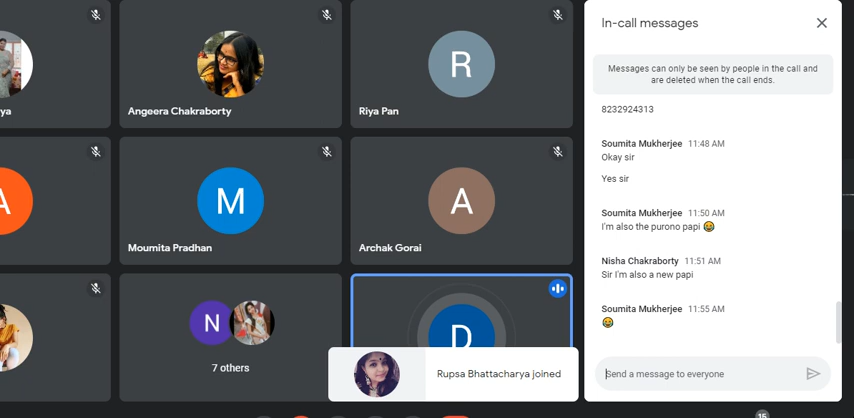 ya
Angeera Chakraborty
R
Riya Pan
A
M
Moumita Pradhan
A
Archak Gorai
N
7 others
D
Rupsa Bhattacharya joined
In-call messages
Messages can only be seen by people in the call and
are deleted when the call ends.
8232924313
Soumita Mukherjee 11:48 AM
Okay sir
Yes sir
Soumita Mukherjee 11:50 AM
I'm also the purono papi 😂
Nisha Chakraborty 11:51 AM
Sir I'm also a new papi
Soumita Mukherjee 11:55 AM
😂
Send a message to everyone
15